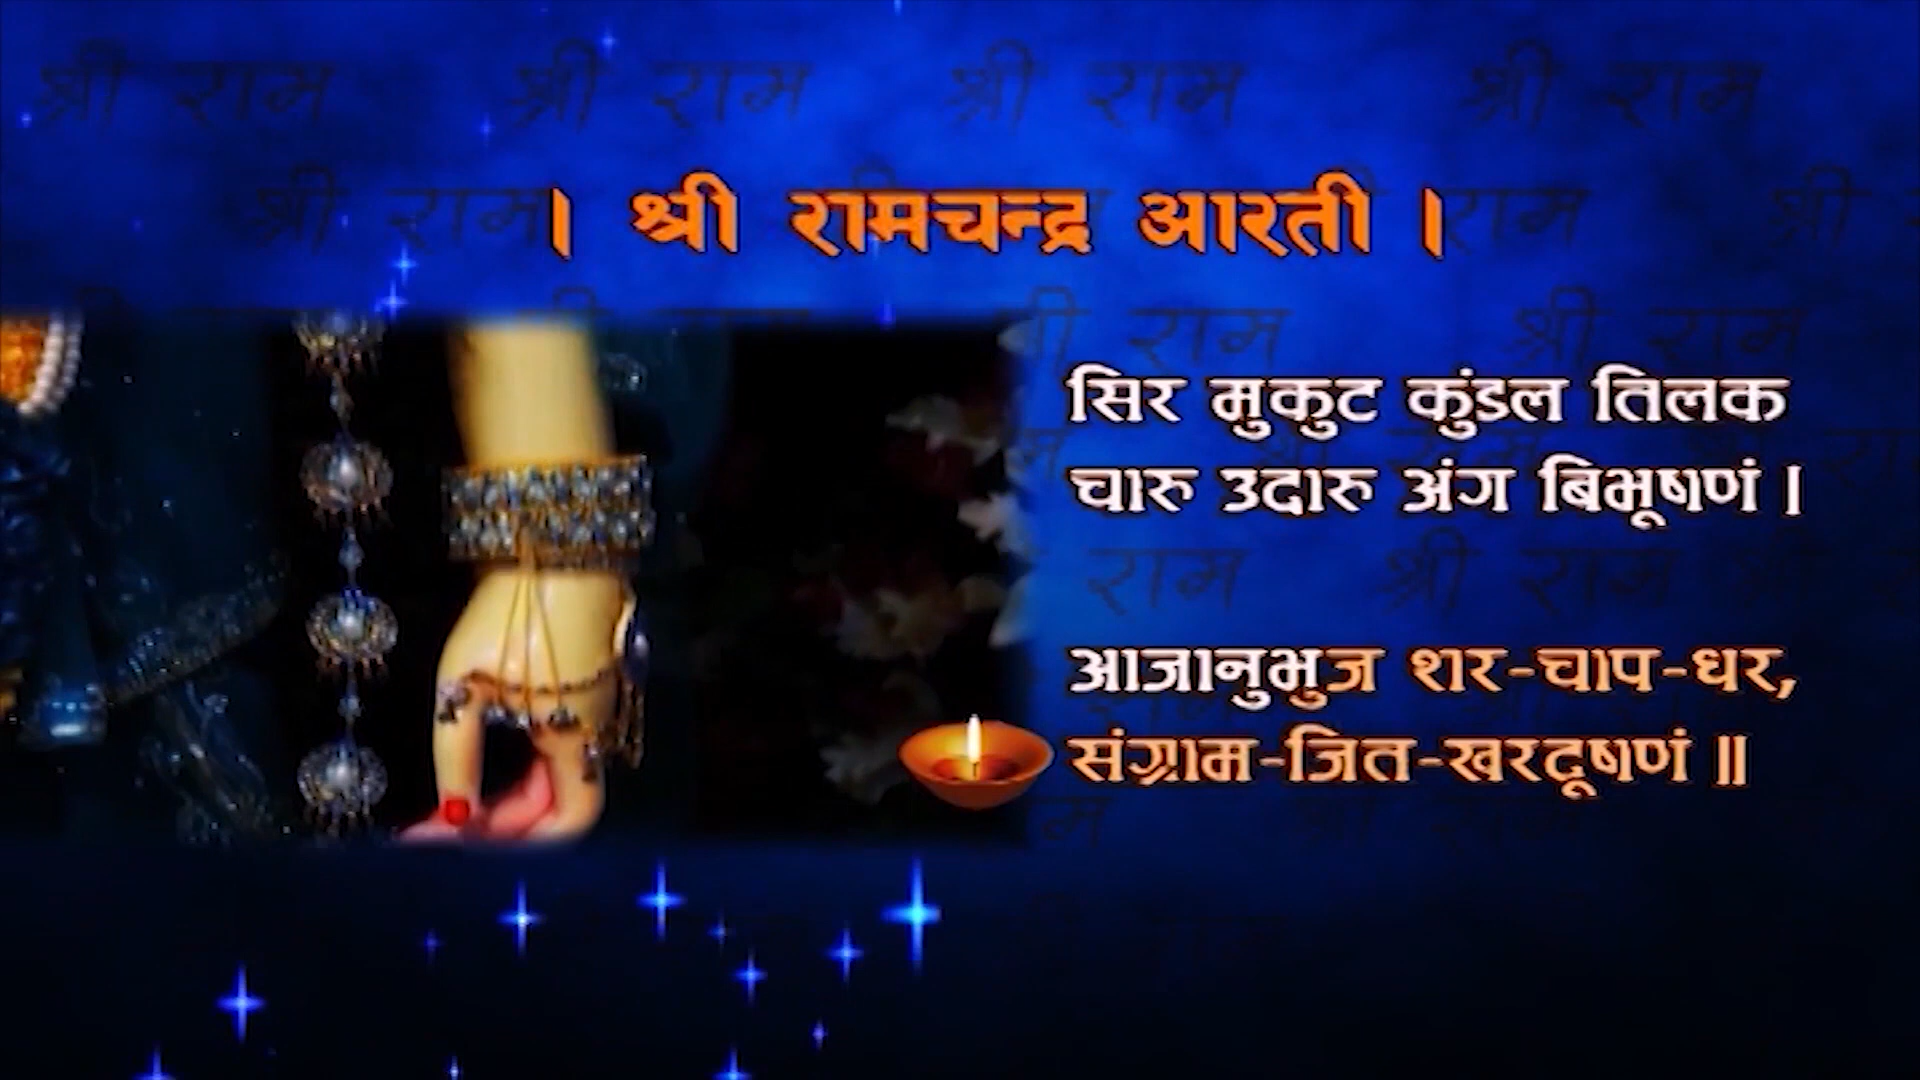 श्री राम श्री राम श्री राम श्री राम
। श्री रामचन्द्र आरती ।
सिर मुकुट कुंडल तिलक
चारु उदारु अंग बिभूषणं ।
आजानुभुज शर-चाप-धर,
संग्राम-जित-खरदूषणं ॥